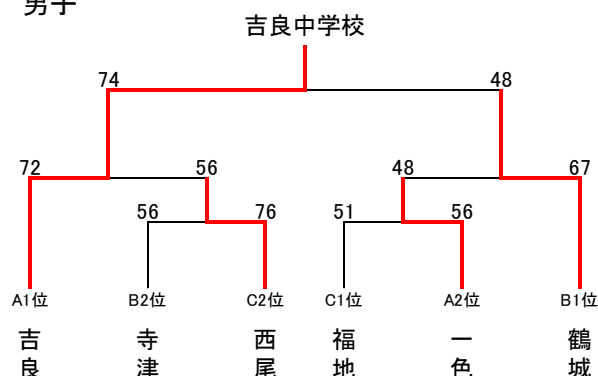 男子
吉良中学校
74 48
72 56 48 67
56 76 51 56
A1位 B2位 C2位 C1位 A2位 B1位
吉良 寺津 西尾 福地 一色 鶴城